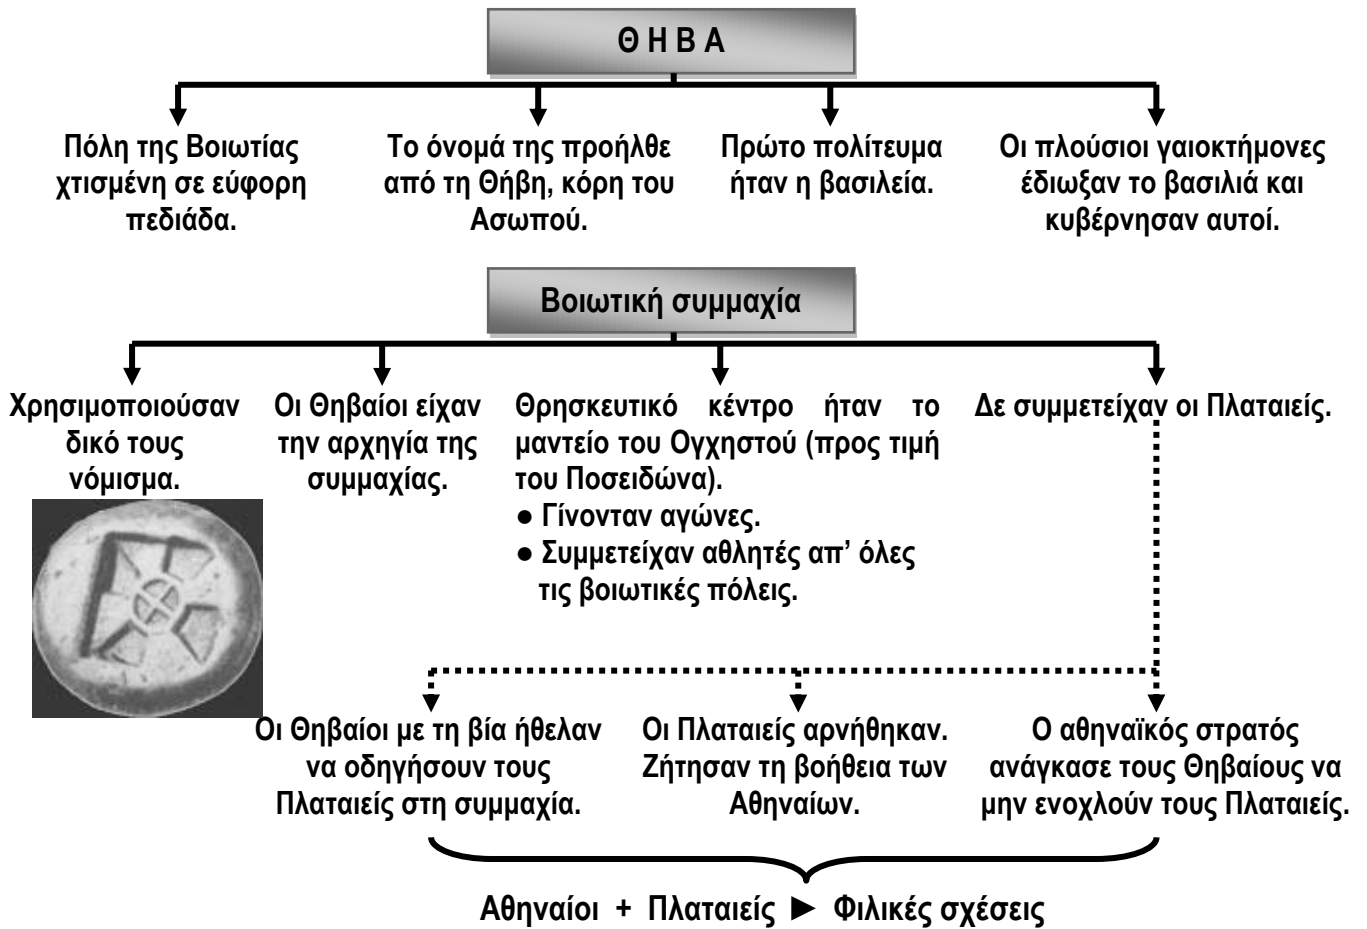 Θ Η Β Α
Πόλη της Βοιωτίας
χτισμένη σε εύφορη
πεδιάδα.
Το όνομά της προήλθε
από τη Θήβη, κόρη του
Ασωπού.
Πρώτο πολίτευμα
ήταν η βασιλεία.
Οι πλούσιοι γαιοκτήμονες
έδιωξαν το βασιλιά και
κυβέρνησαν αυτοί.
Βοιωτική συμμαχία
Χρησιμοποιούσαν
δικό τους
νόμισμα.
Οι Θηβαίοι είχαν
την αρχηγία της
συμμαχίας.
Θρησκευτικό κέντρο ήταν το
μαντείο του Ογχηστού (προς τιμή
του Ποσειδώνα).
● Γίνονταν αγώνες.
● Συμμετείχαν αθλητές απ’ όλες
τις βοιωτικές πόλεις.
Δε συμμετείχαν οι Πλαταιείς.
Οι Θηβαίοι με τη βία ήθελαν
να οδηγήσουν τους
Πλαταιείς στη συμμαχία.
Οι Πλαταιείς αρνήθηκαν.
Ζήτησαν τη βοήθεια των
Αθηναίων.
Ο αθηναϊκός στρατός
ανάγκασε τους Θηβαίους να
μην ενοχλούν τους Πλαταιείς.
Αθηναίοι + Πλαταιείς ► Φιλικές σχέσεις